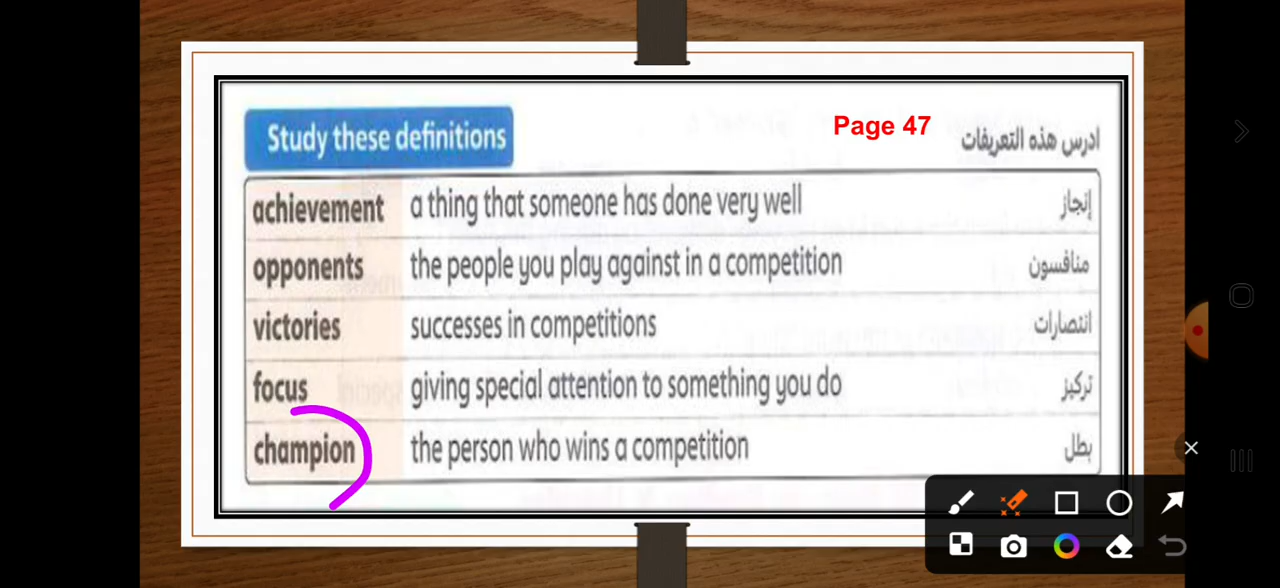 Study these definitions
Page 47
ادرس هذه التعريفات
achievement a thing that someone has done very well إنجاز
opponents the people you play against in a competition منافسون
victories successes in competitions انتصارات
focus giving special attention to something you do تركيز
champion the person who wins a competition بطل